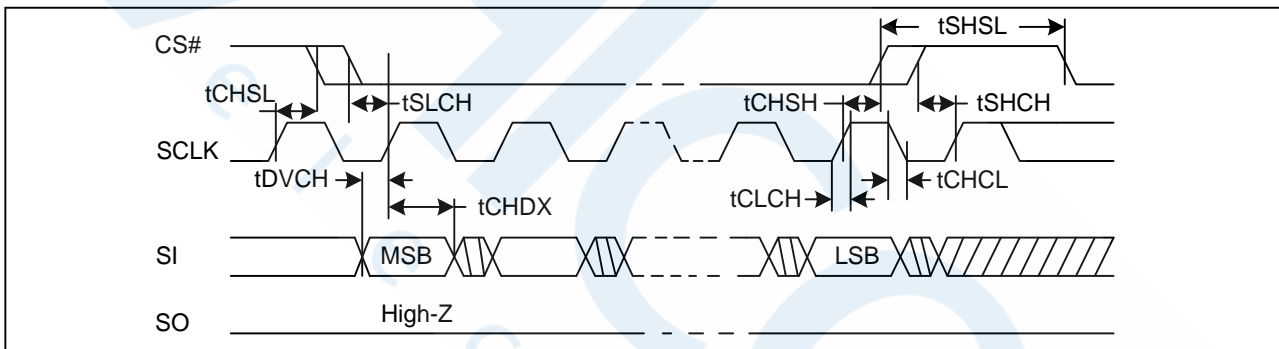 tSHSL
CS#
tCHSL
tSLCH
tCHSH
tSHCH
SCLK
tDVCH
tCHDX
tCLCH
tCHCL
SI
MSB
LSB
SO
High-Z